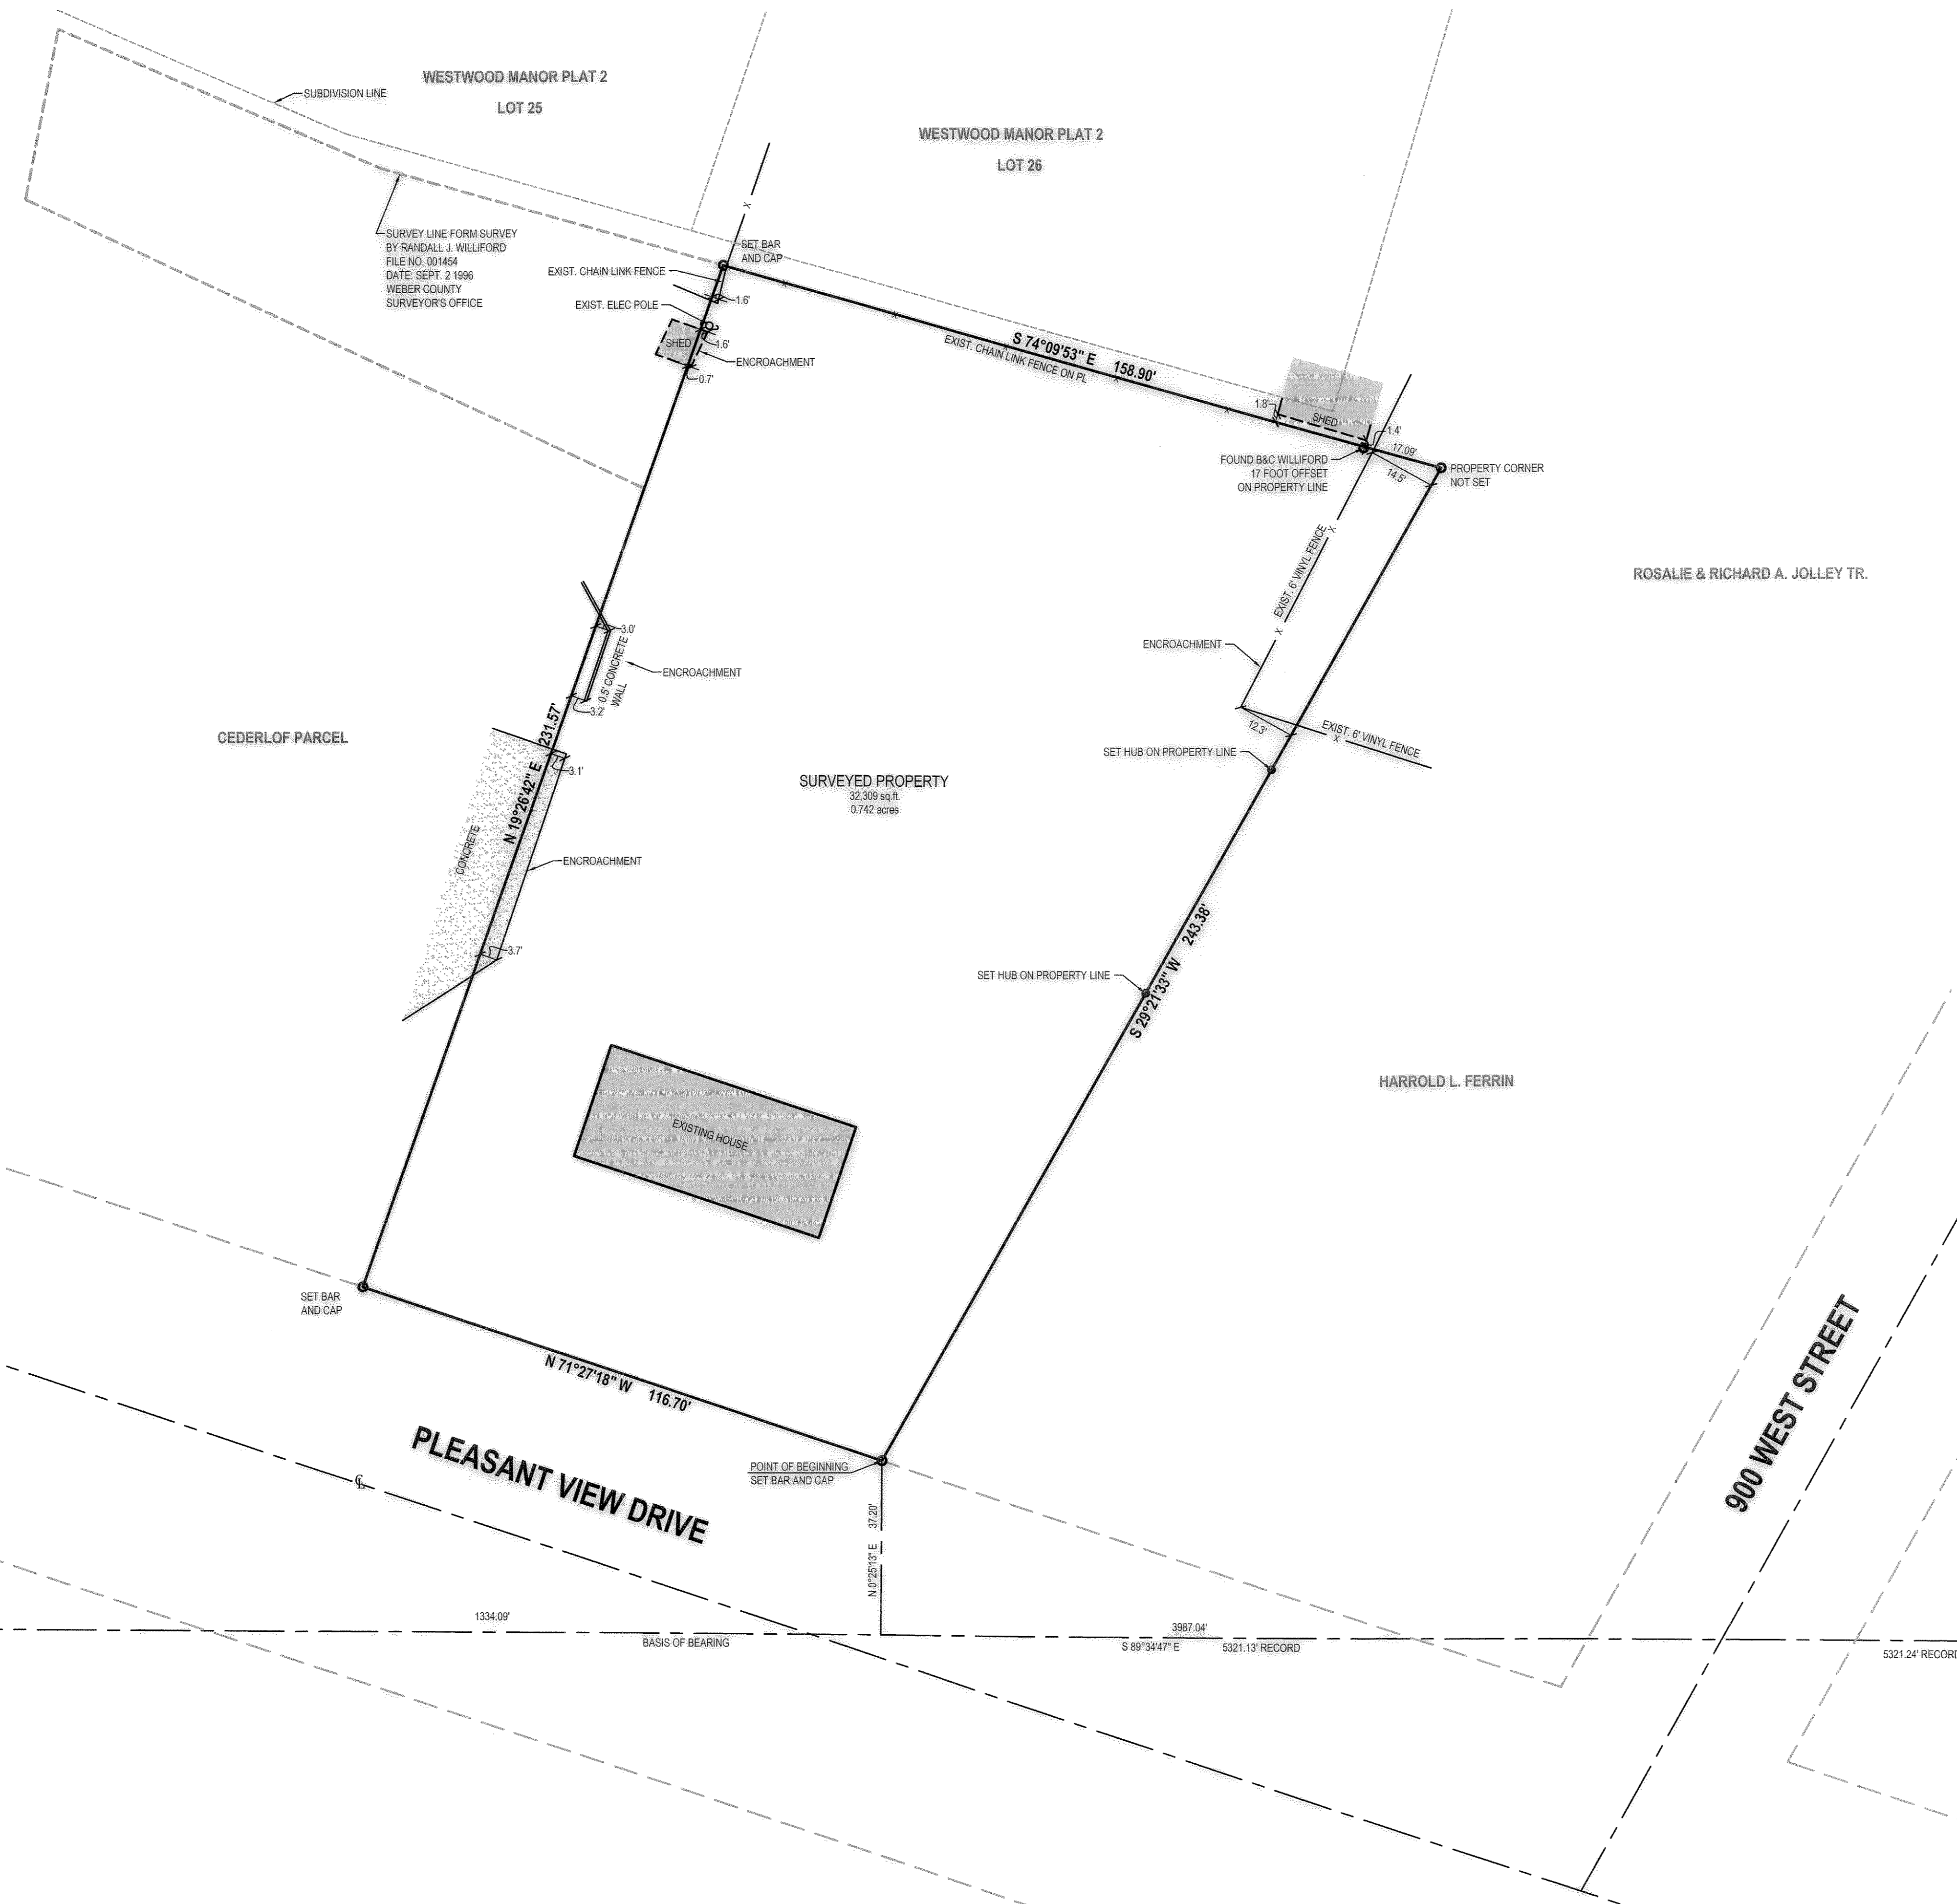 WESTWOOD MANOR PLAT 2
LOT 25
SUBDIVISION LINE
WESTWOOD MANOR PLAT 2
LOT 26
SURVEY LINE FORM SURVEY
BY RANDALL J. WILLIFORD
FILE NO. 001454
DATE: SEPT. 2 1996
WEBER COUNTY
SURVEYOR'S OFFICE
X
SET BAR
AND CAP
EXIST. CHAIN LINK FENCE
1.6'
EXIST. ELEC POLE
SHED
1.6'
ENCROACHMENT
0.7'
S 74°09'53" E 158.90'
EXIST. CHAIN LINK FENCE ON PL
1.8'
SHED
1.4'
17.09'
14.5'
FOUND B&C WILLIFORD
17 FOOT OFFSET
ON PROPERTY LINE
PROPERTY CORNER
NOT SET
X
EXIST. 6' VINYL FENCE
X
ROSALIE & RICHARD A. JOLLEY TR.
3.0'
0.5' CONCRETE
WALL
ENCROACHMENT
3.2'
ENCROACHMENT
12.3'
EXIST. 6' VINYL FENCE
X
SET HUB ON PROPERTY LINE
CEDERLOF PARCEL
N 19°26'42" E 231.57'
3.1'
CONCRETE
ENCROACHMENT
3.7'
SURVEYED PROPERTY
32,309 sq.ft.
0.742 acres
SET HUB ON PROPERTY LINE
S 29°21'33" W 243.38'
HARROLD L. FERRIN
EXISTING HOUSE
SET BAR
AND CAP
N 71°27'18" W 116.70'
PLEASANT VIEW DRIVE
CL
POINT OF BEGINNING
SET BAR AND CAP
N 0°25'13" E 37.20'
900 WEST STREET
1334.09'
BASIS OF BEARING
3987.04'
S 89°34'47" E 5321.13' RECORD
5321.24' RECORD